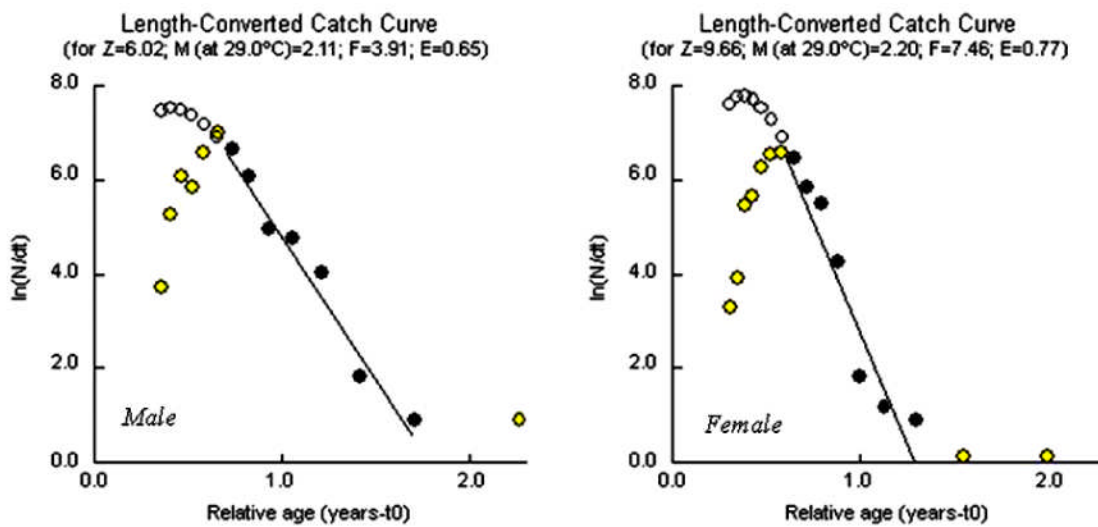 Length-Converted Catch Curve
(for Z=6.02; M (at 29.0°C)=2.11; F=3.91; E=0.65)
8.0
6.0
4.0
2.0
0.0
ln(N/dt)
Male
0.0
1.0
2.0
Relative age (years-t0)
Length-Converted Catch Curve
(for Z=9.66; M (at 29.0°C)=2.20; F=7.46; E=0.77)
8.0
6.0
4.0
2.0
0.0
ln(N/dt)
Female
0.0
1.0
2.0
Relative age (years-t0)